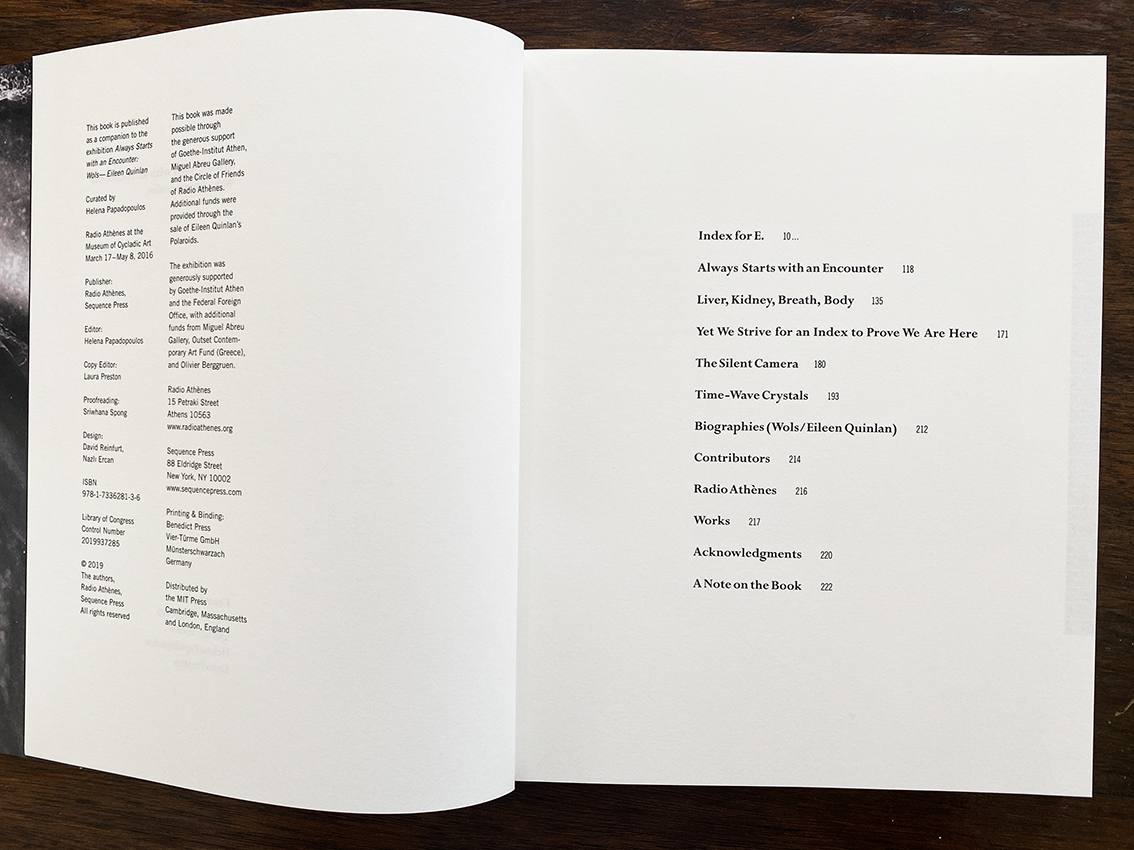 This book is published
as a companion to the
exhibition Always Starts
with an Encounter:
Wols—Eileen Quinlan
Curated by
Helena Papadopoulos
Radio Athènes at the
Museum of Cycladic Art
March 17–May 8, 2016
Publisher:
Radio Athènes,
Sequence Press
Editor:
Helena Papadopoulos
Copy Editor:
Laura Preston
Proofreading:
Sriwhana Spong
Design:
David Reinfurt,
Nazlı Ercan
ISBN
978-1-7336281-3-6
Library of Congress
Control Number
2019937285
© 2019
The authors,
Radio Athènes,
Sequence Press
All rights reserved
This book was made
possible through
the generous support
of Goethe-Institut Athen,
Miguel Abreu Gallery,
and the Circle of Friends
of Radio Athènes.
Additional funds were
provided through the
sale of Eileen Quinlan's
Polaroids.
The exhibition was
generously supported
by Goethe-Institut Athen
and the Federal Foreign
Office, with additional
funds from Miguel Abreu
Gallery, Outset Contem-
porary Art Fund (Greece),
and Olivier Berggruen.
Radio Athènes
15 Petraki Street
Athens 10563
www.radioathenes.org
Sequence Press
88 Eldridge Street
New York, NY 10002
www.sequencepress.com
Printing & Binding:
Benedict Press
Vier-Türme GmbH
Münsterschwarzach
Germany
Distributed by
the MIT Press
Cambridge, Massachusetts
and London, England
Index for E. 10...
Always Starts with an Encounter 118
Liver, Kidney, Breath, Body 135
Yet We Strive for an Index to Prove We Are Here 171
The Silent Camera 180
Time-Wave Crystals 193
Biographies (Wols/Eileen Quinlan) 212
Contributors 214
Radio Athènes 216
Works 217
Acknowledgments 220
A Note on the Book 222